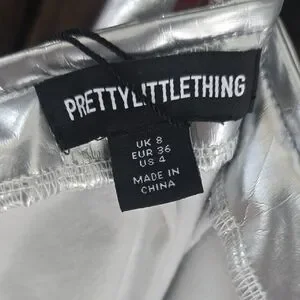 PRETTYLITTLETHING
UK 8
EUR 36
US 4
MADE IN
CHINA